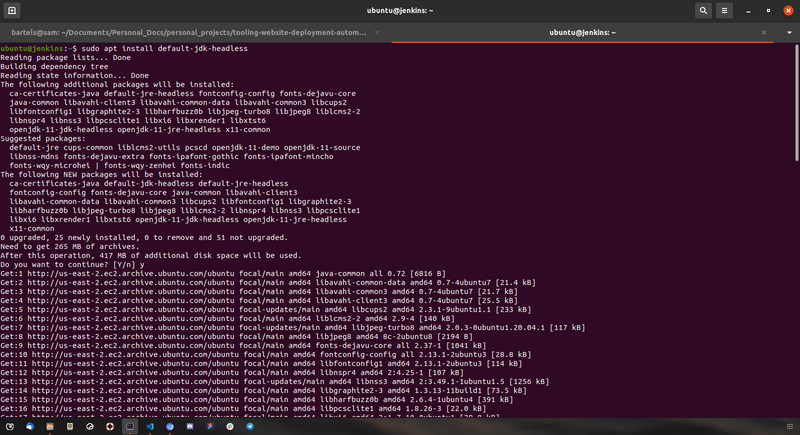 ubuntu@jenkins: ~
bartels@sam: ~/Documents/Personal_Docs/personal_projects/tooling-website-deployment-autom...
ubuntu@jenkins: ~
ubuntu@jenkins:~$ sudo apt install default-jdk-headless
Reading package lists... Done
Building dependency tree
Reading state information... Done
The following additional packages will be installed:
  ca-certificates-java default-jre-headless fontconfig-config fonts-dejavu-core
  java-common libavahi-client3 libavahi-common-data libavahi-common3 libcups2
  libfontconfig1 libgraphite2-3 libharfbuzz0b libjpeg-turbo8 libjpeg8 liblcms2-2
  libnspr4 libnss3 libpcsclite1 libxi6 libxrender1 libxtst6
  openjdk-11-jdk-headless openjdk-11-jre-headless x11-common
Suggested packages:
  default-jre cups-common liblcms2-utils pcscd openjdk-11-demo openjdk-11-source
  libnss-mdns fonts-dejavu-extra fonts-ipafont-gothic fonts-ipafont-mincho
  fonts-wqy-microhei | fonts-wqy-zenhei fonts-indic
The following NEW packages will be installed:
  ca-certificates-java default-jdk-headless default-jre-headless
  fontconfig-config fonts-dejavu-core java-common libavahi-client3
  libavahi-common-data libavahi-common3 libcups2 libfontconfig1 libgraphite2-3
  libharfbuzz0b libjpeg-turbo8 libjpeg8 liblcms2-2 libnspr4 libnss3 libpcsclite1
  libxi6 libxrender1 libxtst6 openjdk-11-jdk-headless openjdk-11-jre-headless
  x11-common
0 upgraded, 25 newly installed, 0 to remove and 51 not upgraded.
Need to get 265 MB of archives.
After this operation, 417 MB of additional disk space will be used.
Do you want to continue? [Y/n] y
Get:1 http://us-east-2.ec2.archive.ubuntu.com/ubuntu focal/main amd64 java-common all 0.72 [6816 B]
Get:2 http://us-east-2.ec2.archive.ubuntu.com/ubuntu focal/main amd64 libavahi-common-data amd64 0.7-4ubuntu7 [21.4 kB]
Get:3 http://us-east-2.ec2.archive.ubuntu.com/ubuntu focal/main amd64 libavahi-common3 amd64 0.7-4ubuntu7 [21.7 kB]
Get:4 http://us-east-2.ec2.archive.ubuntu.com/ubuntu focal/main amd64 libavahi-client3 amd64 0.7-4ubuntu7 [25.5 kB]
Get:5 http://us-east-2.ec2.archive.ubuntu.com/ubuntu focal-updates/main amd64 libcups2 amd64 2.3.1-9ubuntu1.1 [233 kB]
Get:6 http://us-east-2.ec2.archive.ubuntu.com/ubuntu focal/main amd64 liblcms2-2 amd64 2.9-4 [140 kB]
Get:7 http://us-east-2.ec2.archive.ubuntu.com/ubuntu focal-updates/main amd64 libjpeg-turbo8 amd64 2.0.3-0ubuntu1.20.04.1 [117 kB]
Get:8 http://us-east-2.ec2.archive.ubuntu.com/ubuntu focal/main amd64 libjpeg8 amd64 8c-2ubuntu8 [2194 B]
Get:9 http://us-east-2.ec2.archive.ubuntu.com/ubuntu focal/main amd64 fonts-dejavu-core all 2.37-1 [1041 kB]
Get:10 http://us-east-2.ec2.archive.ubuntu.com/ubuntu focal/main amd64 fontconfig-config all 2.13.1-2ubuntu3 [28.8 kB]
Get:11 http://us-east-2.ec2.archive.ubuntu.com/ubuntu focal/main amd64 libfontconfig1 amd64 2.13.1-2ubuntu3 [114 kB]
Get:12 http://us-east-2.ec2.archive.ubuntu.com/ubuntu focal/main amd64 libnspr4 amd64 2:4.25-1 [107 kB]
Get:13 http://us-east-2.ec2.archive.ubuntu.com/ubuntu focal-updates/main amd64 libnss3 amd64 2:3.49.1-1ubuntu1.5 [1256 kB]
Get:14 http://us-east-2.ec2.archive.ubuntu.com/ubuntu focal/main amd64 libgraphite2-3 amd64 1.3.13-11build1 [73.5 kB]
Get:15 http://us-east-2.ec2.archive.ubuntu.com/ubuntu focal/main amd64 libharfbuzz0b amd64 2.6.4-1ubuntu4 [391 kB]
Get:16 http://us-east-2.ec2.archive.ubuntu.com/ubuntu focal/main amd64 libpcsclite1 amd64 1.8.26-3 [22.0 kB]